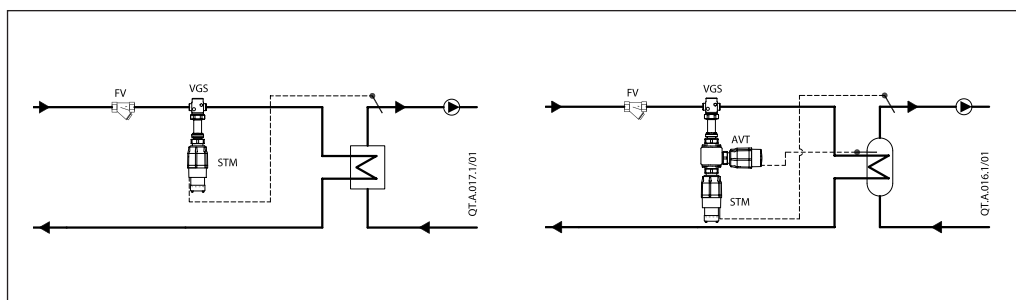 FV
VGS
STM
QT.A.017.1/01
FV
VGS
AVT
STM
QT.A.016.1/01